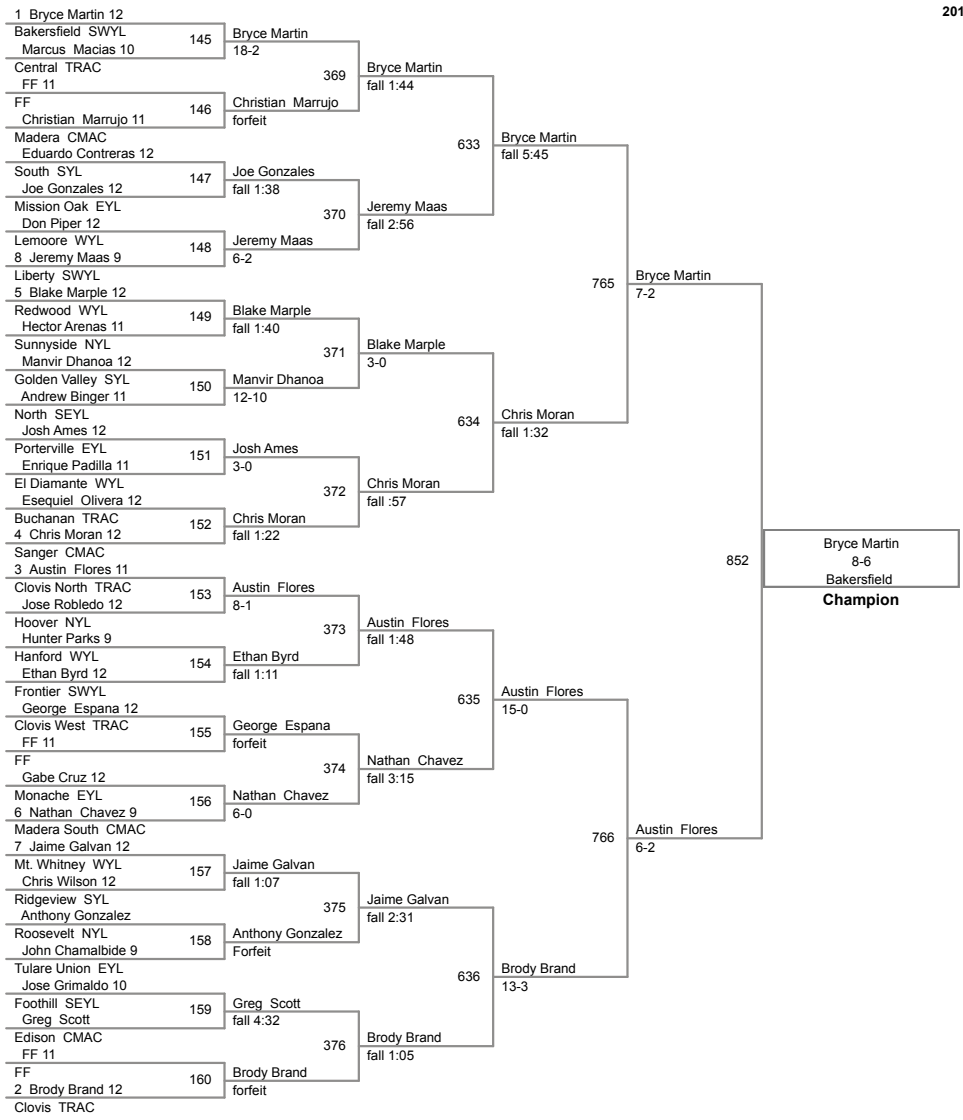 201
1 Bryce Martin 12
Bakersfield SWYL
Marcus Macias 10
Central TRAC
FF 11
FF
Christian Marrujo 11
Madera CMAC
Eduardo Contreras 12
South SYL
Joe Gonzales 12
Mission Oak EYL
Don Piper 12
Lemoore WYL
8 Jeremy Maas 9
Liberty SWYL
5 Blake Marple 12
Redwood WYL
Hector Arenas 11
Sunnyside NYL
Manvir Dhanoa 12
Golden Valley SYL
Andrew Binger 11
North SEYL
Josh Ames 12
Porterville EYL
Enrique Padilla 11
El Diamante WYL
Esequiel Olivera 12
Buchanan TRAC
4 Chris Moran 12
Sanger CMAC
3 Austin Flores 11
Clovis North TRAC
Jose Robledo 12
Hoover NYL
Hunter Parks 9
Hanford WYL
Ethan Byrd 12
Frontier SWYL
George Espana 12
Clovis West TRAC
FF 11
FF
Gabe Cruz 12
Monache EYL
6 Nathan Chavez 9
Madera South CMAC
7 Jaime Galvan 12
Mt. Whitney WYL
Chris Wilson 12
Ridgeview SYL
Anthony Gonzalez
Roosevelt NYL
John Chamalbide 9
Tulare Union EYL
Jose Grimaldo 10
Foothill SEYL
Greg Scott
Edison CMAC
FF 11
FF
2 Brody Brand 12
Clovis TRAC
145
146
147
148
149
150
151
152
153
154
155
156
157
158
159
160
Bryce Martin
18-2
Christian Marrujo
forfeit
Joe Gonzales
fall 1:38
Jeremy Maas
6-2
Blake Marple
fall 1:40
Manvir Dhanoa
12-10
Josh Ames
3-0
Chris Moran
fall 1:22
Austin Flores
8-1
Ethan Byrd
fall 1:11
George Espana
forfeit
Nathan Chavez
6-0
Jaime Galvan
fall 1:07
Anthony Gonzalez
Forfeit
Greg Scott
fall 4:32
Brody Brand
forfeit
369
370
371
372
373
374
375
376
Bryce Martin
fall 1:44
Jeremy Maas
fall 2:56
Blake Marple
3-0
Chris Moran
fall :57
Austin Flores
fall 1:48
Nathan Chavez
fall 3:15
Jaime Galvan
fall 2:31
Brody Brand
fall 1:05
633
634
635
636
Bryce Martin
fall 5:45
Chris Moran
fall 1:32
Austin Flores
15-0
Brody Brand
13-3
765
766
Bryce Martin
7-2
Austin Flores
6-2
852
Bryce Martin
8-6
Bakersfield
Champion